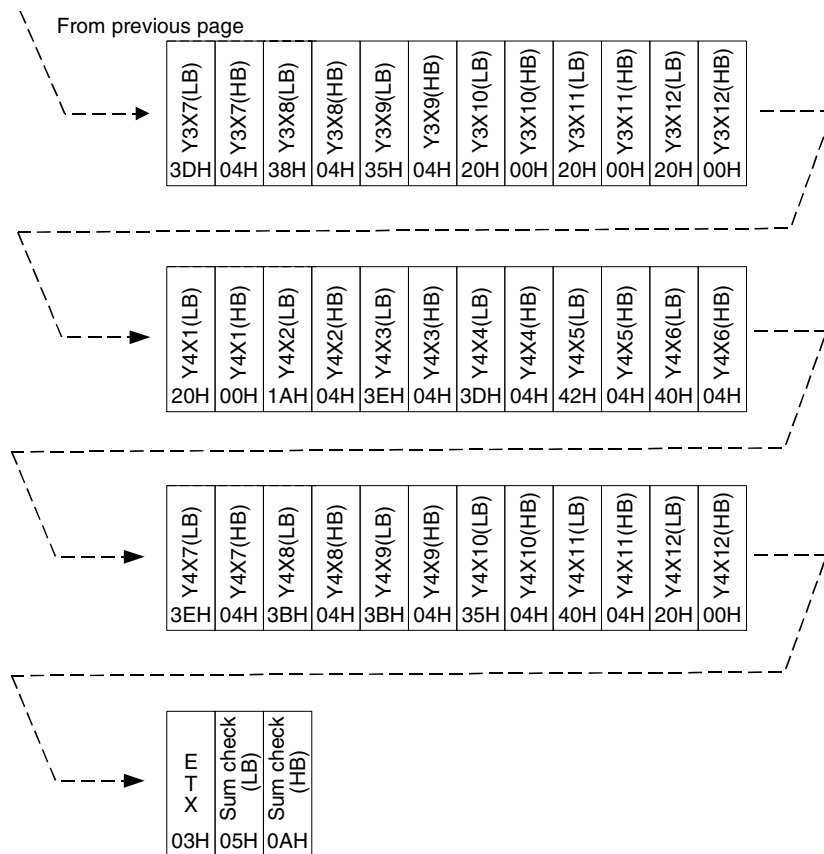 From previous page
Y3X7(LB) Y3X7(HB) Y3X8(LB) Y3X8(HB) Y3X9(LB) Y3X9(HB) Y3X10(LB) Y3X10(HB) Y3X11(LB) Y3X11(HB) Y3X12(LB) Y3X12(HB)
3DH 04H 38H 04H 35H 04H 20H 00H 20H 00H 20H 00H
Y4X1(LB) Y4X1(HB) Y4X2(LB) Y4X2(HB) Y4X3(LB) Y4X3(HB) Y4X4(LB) Y4X4(HB) Y4X5(LB) Y4X5(HB) Y4X6(LB) Y4X6(HB)
20H 00H 1AH 04H 3EH 04H 3DH 04H 42H 04H 40H 04H
Y4X7(LB) Y4X7(HB) Y4X8(LB) Y4X8(HB) Y4X9(LB) Y4X9(HB) Y4X10(LB) Y4X10(HB) Y4X11(LB) Y4X11(HB) Y4X12(LB) Y4X12(HB)
3EH 04H 3BH 04H 3BH 04H 35H 04H 40H 04H 20H 00H
ETX
Sum check
(LB)
Sum check
(HB)
03H 05H 0AH